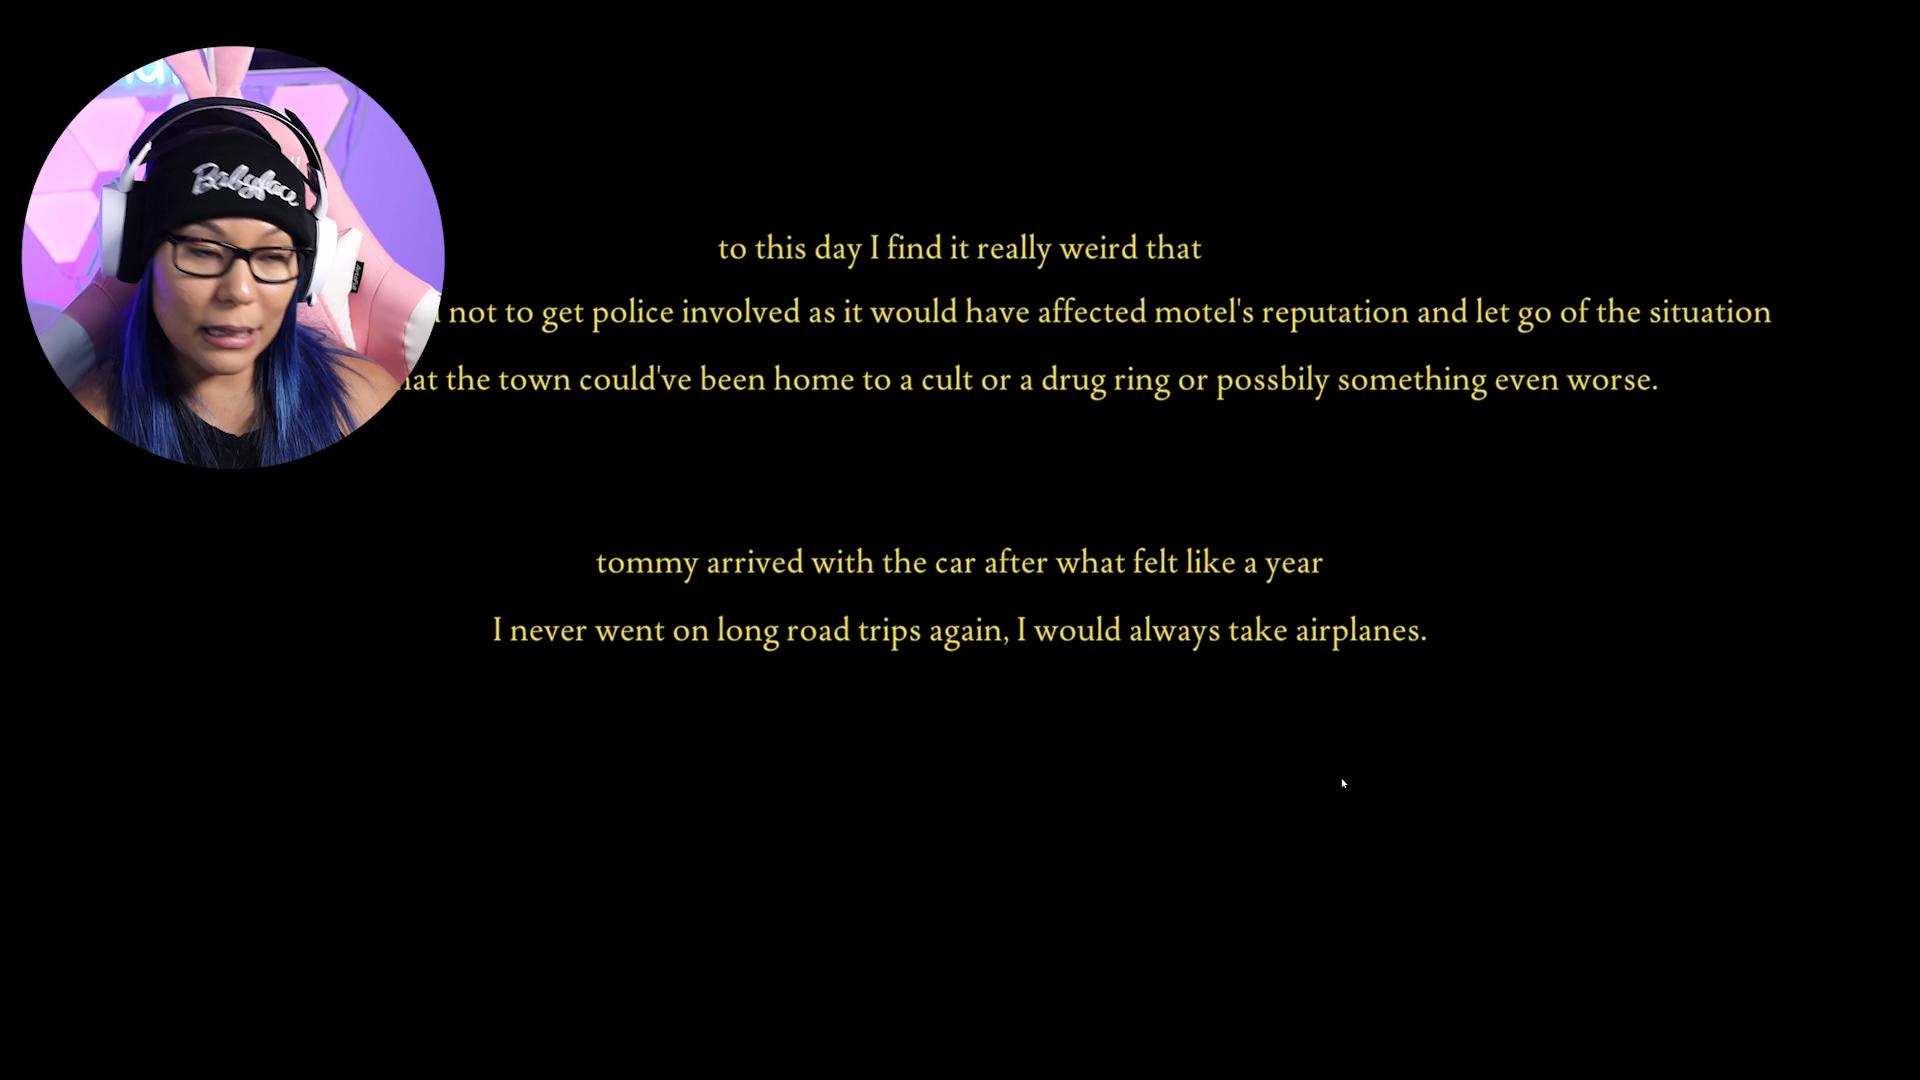 Babyface
to this day I find it really weird that
not to get police involved as it would have affected motel's reputation and let go of the situation
the town could've been home to a cult or a drug ring or possbily something even worse.
tommy arrived with the car after what felt like a year
I never went on long road trips again, I would always take airplanes.